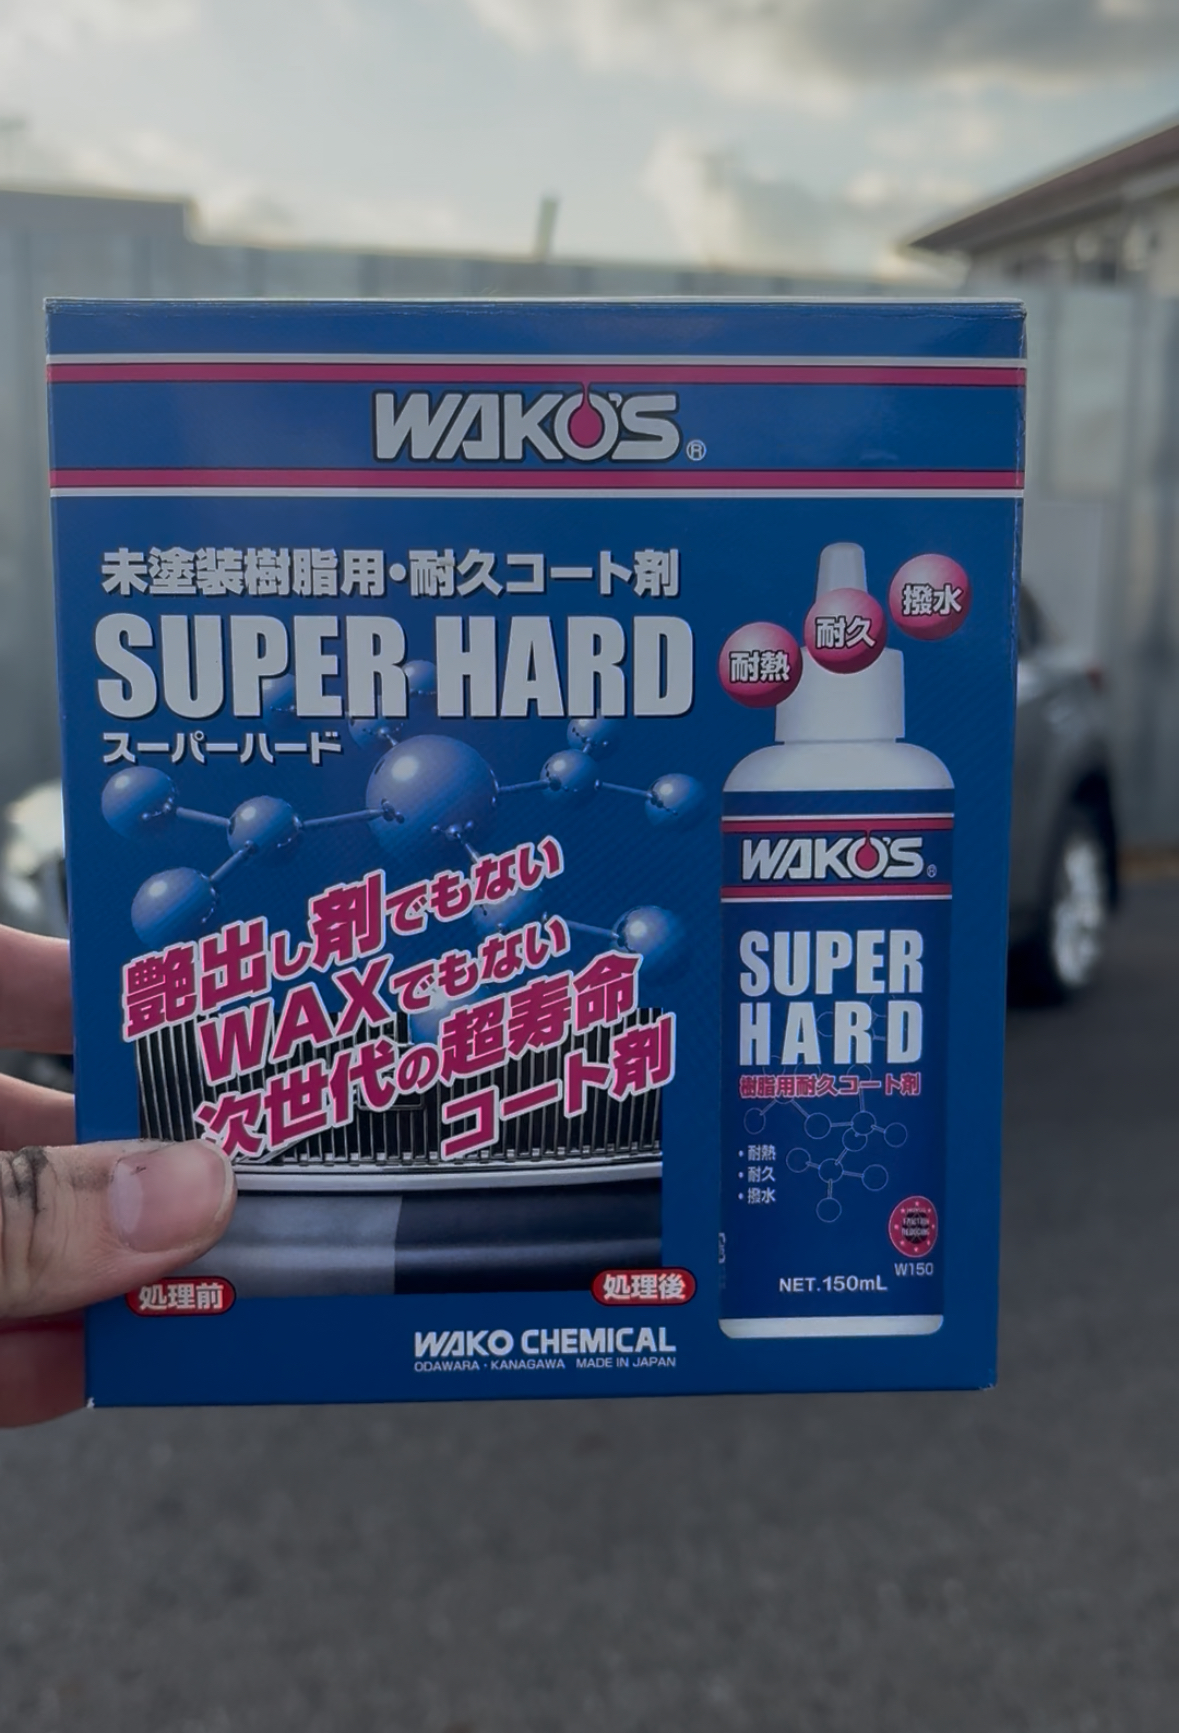 WAKO'S®
未塗装樹脂用・耐久コート剤
SUPER HARD
スーパーハード
耐熱
耐久
撥水
艶出し剤でもない
WAXでもない
次世代の超寿命
コート剤
処理前
処理後
WAKO CHEMICAL
ODAWARA・KANAGAWA MADE IN JAPAN
WAKO'S®
SUPER
HARD
樹脂用耐久コート剤
・耐熱
・耐久
・撥水
W150
NET.150mL